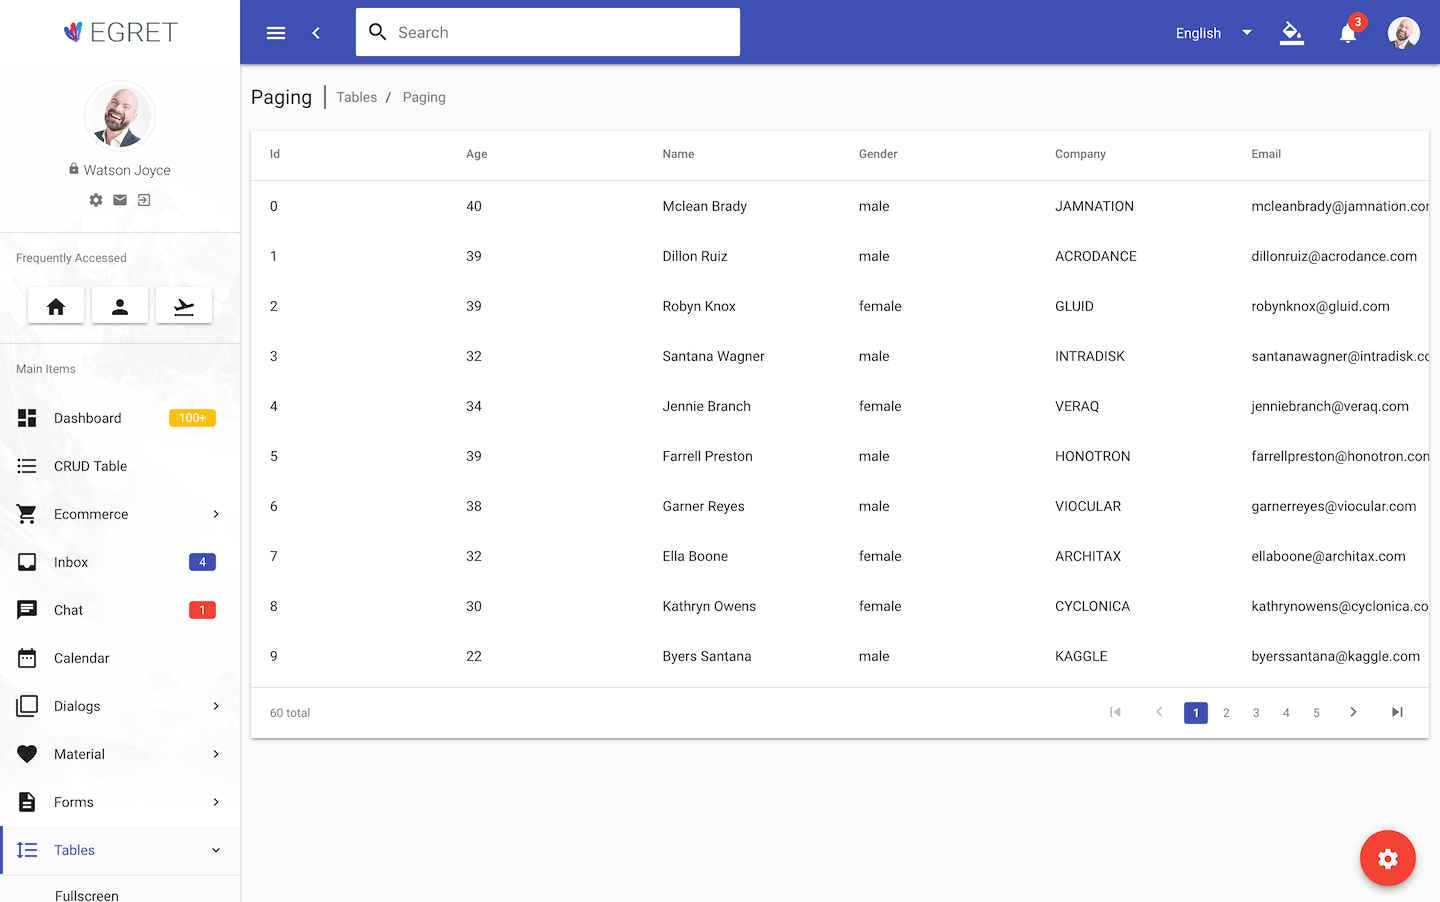 EGRET
Search
English
3
Watson Joyce
Frequently Accessed
Main Items
Dashboard 100+
CRUD Table
Ecommerce
Inbox 4
Chat 1
Calendar
Dialogs
Material
Forms
Tables
Fullscreen
Paging Tables / Paging
Id Age Name Gender Company Email
0 40 Mclean Brady male JAMNATION mcleanbrady@jamnation.com
1 39 Dillon Ruiz male ACRODANCE dillonruiz@acrodance.com
2 39 Robyn Knox female GLUID robynknox@gluid.com
3 32 Santana Wagner male INTRADISK santanawagner@intradisk.co
4 34 Jennie Branch female VERAQ jenniebranch@veraq.com
5 39 Farrell Preston male HONOTRON farrellpreston@honotron.com
6 38 Garner Reyes male VIOCULAR garnerreyes@viocular.com
7 32 Ella Boone female ARCHITAX ellaboone@architax.com
8 30 Kathryn Owens female CYCLONICA kathrynowens@cyclonica.co
9 22 Byers Santana male KAGGLE byerssantana@kaggle.com
60 total 1 2 3 4 5